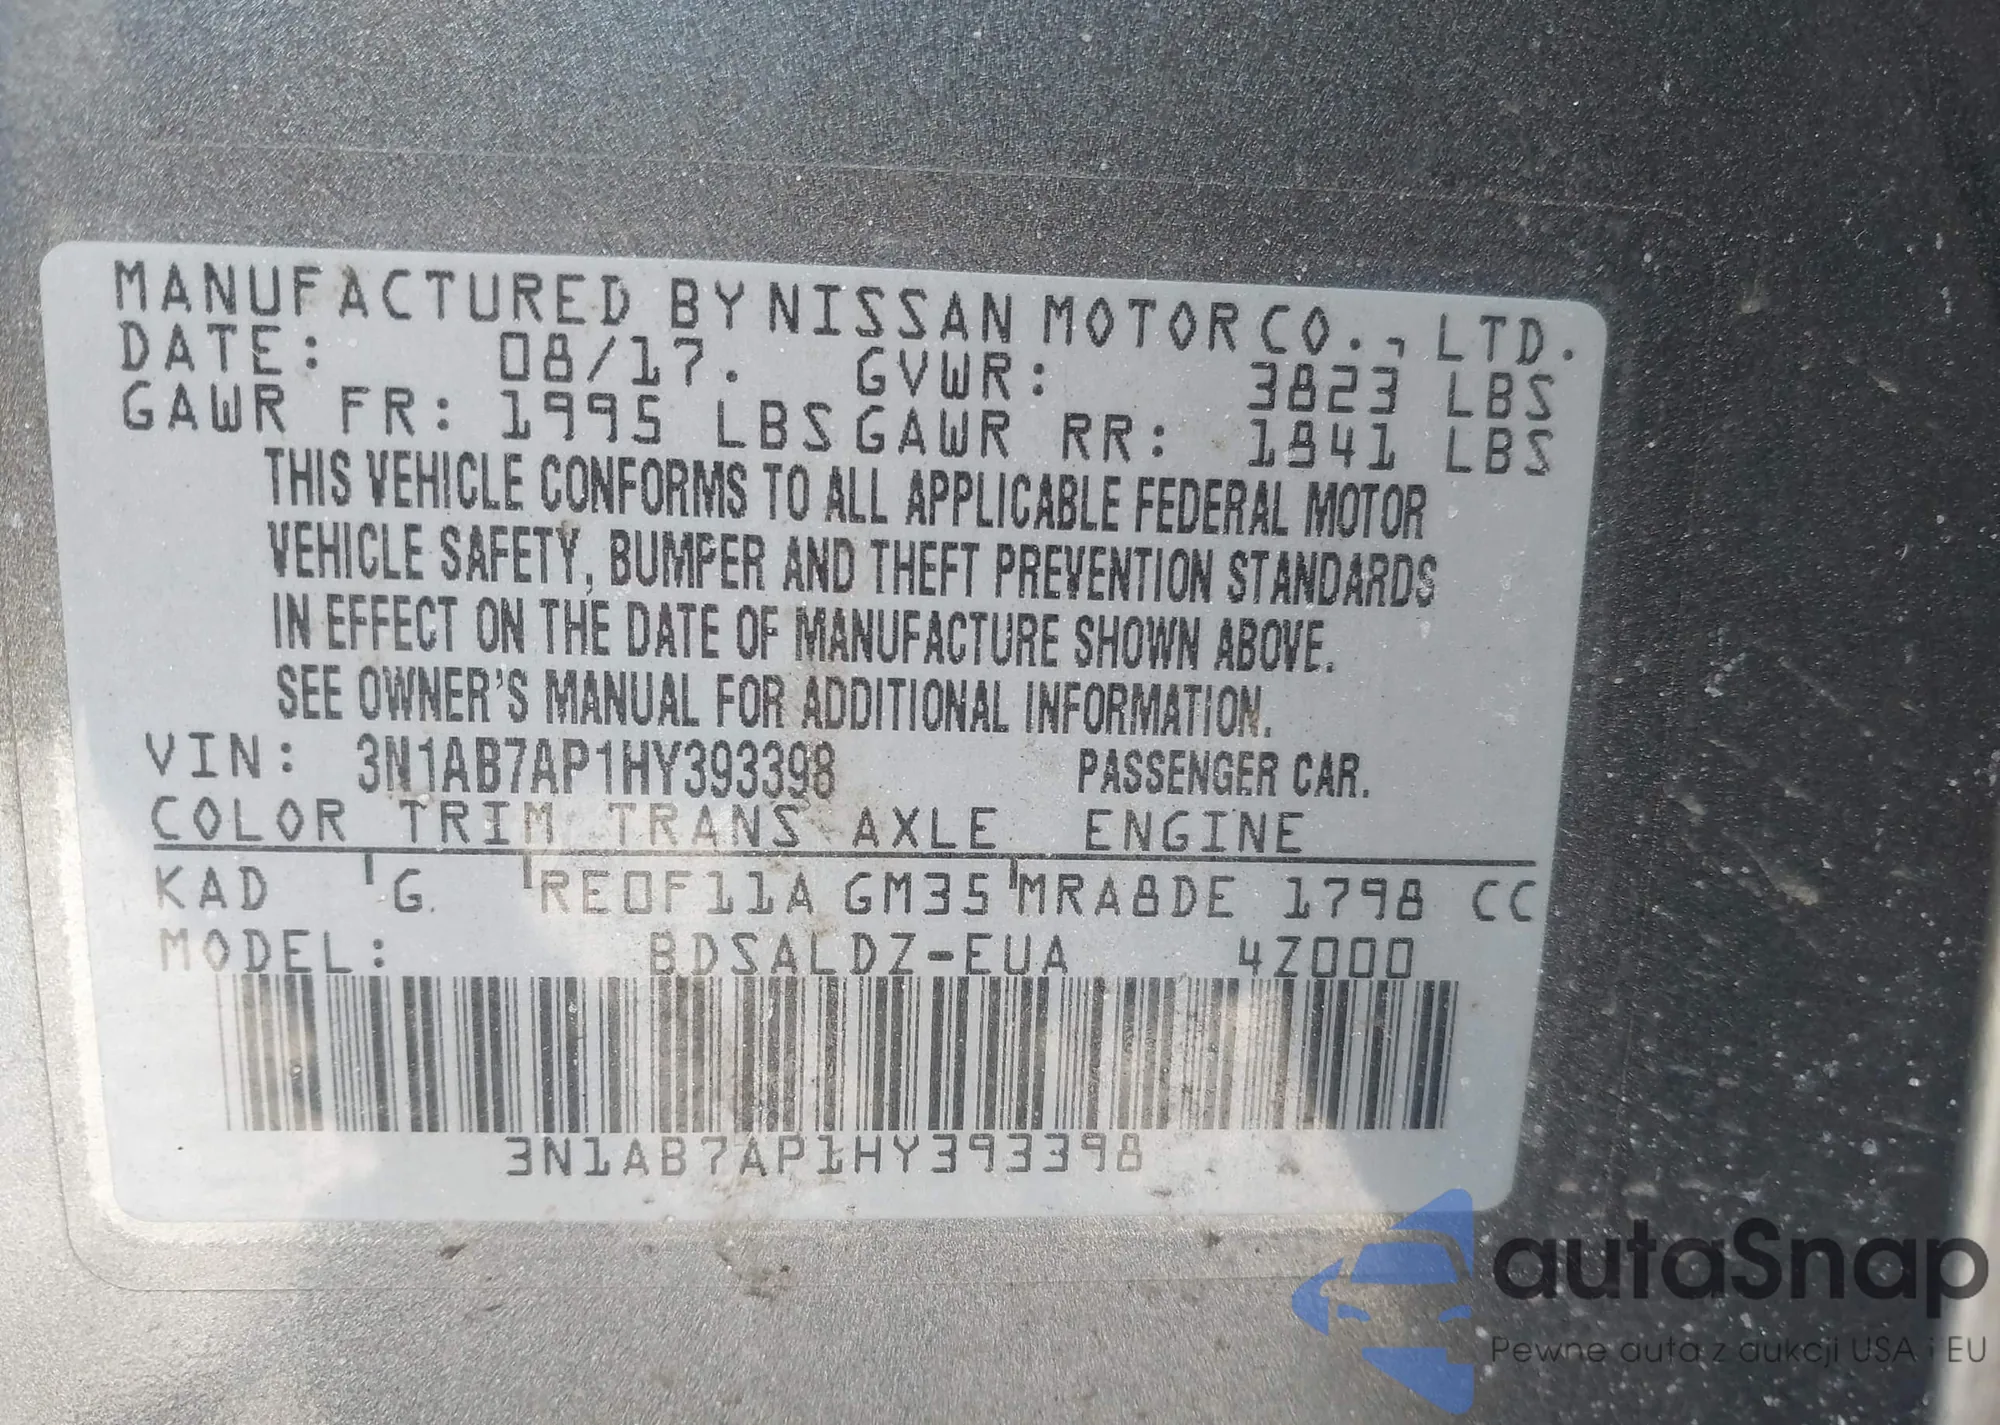 MANUFACTURED BY NISSAN MOTOR CO., LTD.
DATE: 08/17. GVWR: 3823 LBS
GAWR FR: 1995 LBS GAWR RR: 1841 LBS
THIS VEHICLE CONFORMS TO ALL APPLICABLE FEDERAL MOTOR
VEHICLE SAFETY, BUMPER AND THEFT PREVENTION STANDARDS
IN EFFECT ON THE DATE OF MANUFACTURE SHOWN ABOVE.
SEE OWNER'S MANUAL FOR ADDITIONAL INFORMATION.
VIN: 3N1AB7AP1HY393398 PASSENGER CAR.
COLOR TRIM TRANS AXLE ENGINE
KAD G. RE0F11A GM35 MRA8DE 1798 CC
MODEL: BDSALDZ-EUA 4Z000
3N1AB7AP1HY393398
autaSnap
Pewne auta z aukcji USA i EU